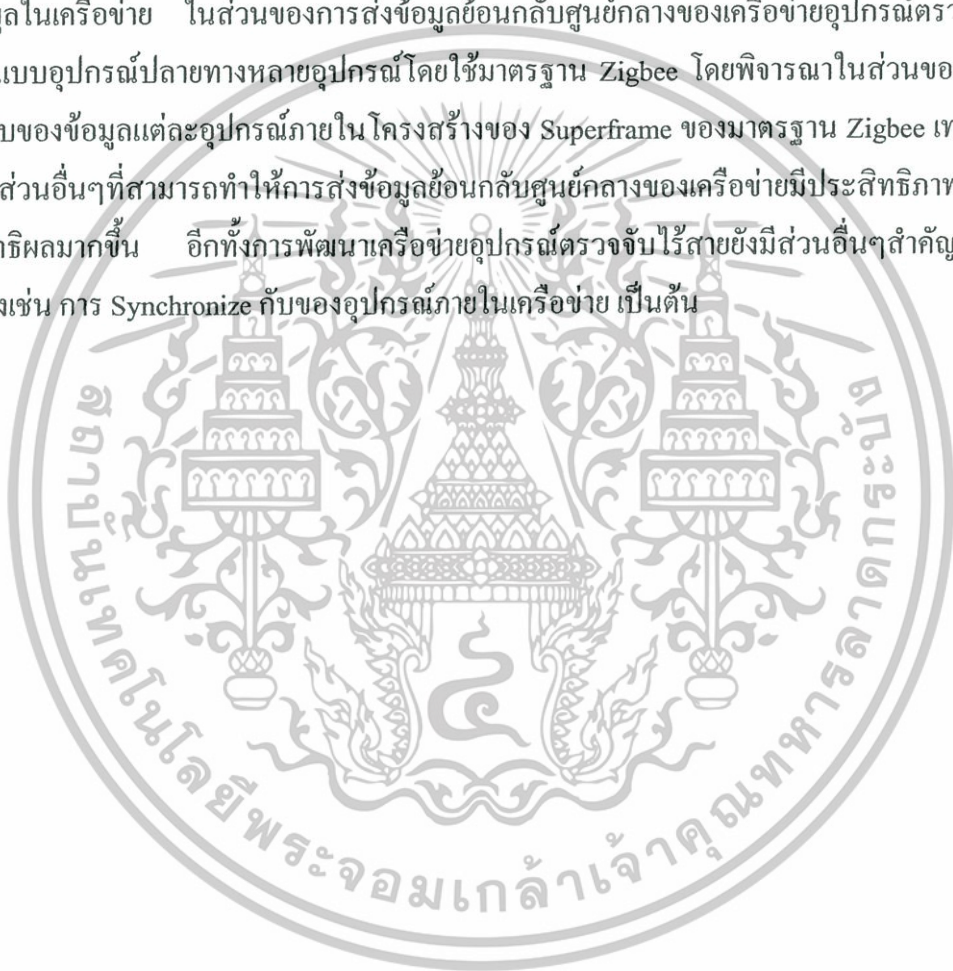 มูลในเครือข่าย ในส่วนของการส่งข้อมูลย้อนกลับศูนย์กลางของเครือข่ายอุปกรณ์ตรว
แบบอุปกรณ์ปลายทางหลายอุปกรณ์โดยใช้มาตรฐาน Zigbee โดยพิจารณาในส่วนขอ
บของข้อมูลแต่ละอุปกรณ์ภายในโครงสร้างของ Superframe ของมาตรฐาน Zigbee เท
ส่วนอื่นๆที่สามารถทำให้การส่งข้อมูลย้อนกลับศูนย์กลางของเครือข่ายมีประสิทธิภาพ
ทธิผลมากขึ้น อีกทั้งการพัฒนาเครือข่ายอุปกรณ์ตรวจจับไร้สายยังมีส่วนอื่นๆสำคัญ
งเช่น การ Synchronize กับของอุปกรณ์ภายในเครือข่าย เป็นต้น
สถาบันเทคโนโลยีพระจอมเกล้าเจ้าคุณทหารลาดกระบัง